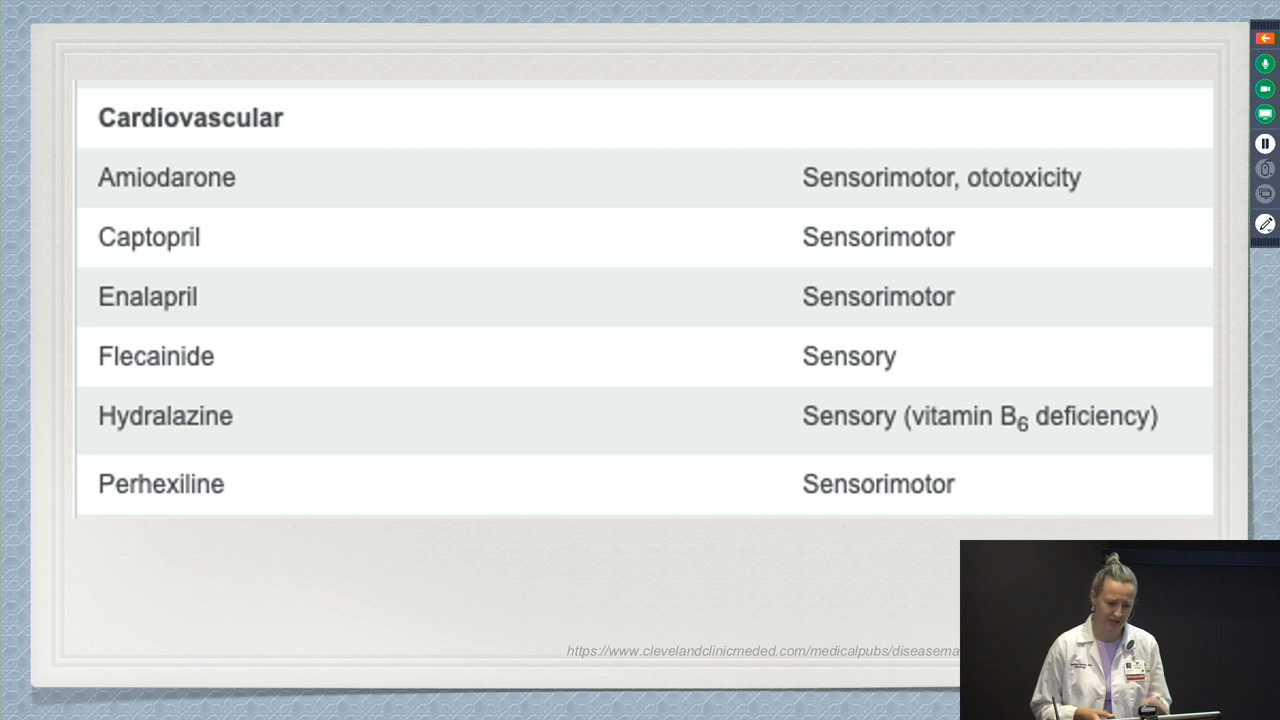 Cardiovascular
Amiodarone Sensorimotor, ototoxicity
Captopril Sensorimotor
Enalapril Sensorimotor
Flecainide Sensory
Hydralazine Sensory (vitamin B6 deficiency)
Perhexiline Sensorimotor
https://www.clevelandclinicmeded.com/medicalpubs/diseasema